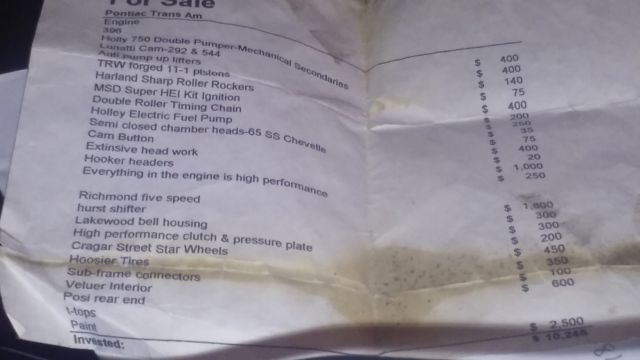 For Sale
Pontiac Trans Am
Engine
396
Holly 750 Double Pumper-Mechanical Secondaries $ 400
Lunatti Cam-292 & 544 $ 400
Anti pump up lifters $ 140
TRW forged 11-1 pistons $ 75
Harland Sharp Roller Rockers $ 400
MSD Super HEI Kit Ignition $ 200
Double Roller Timing Chain $ 250
Holley Electric Fuel Pump $ 35
Semi closed chamber heads-65 SS Chevelle $ 75
Cam Button $ 400
Extinsive head work $ 20
Hooker headers $ 1,000
Everything in the engine is high performance $ 250
Richmond five speed $ 1,800
hurst shifter $ 300
Lakewood bell housing $ 300
High performance clutch & pressure plate $ 200
Cragar Street Star Wheels $ 450
Hoosier Tires $ 350
Sub-frame connectors $ 100
Veluer Interior $ 600
Posi rear end
t-tops
Paint $ 2,500
Invested: $ 10,245